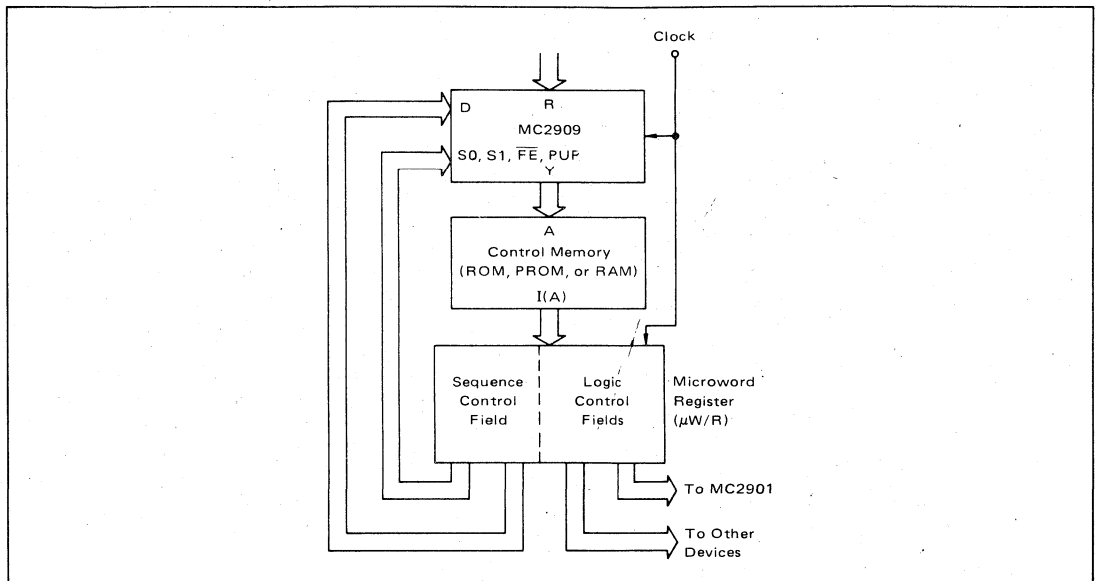 Clock
D
R
MC2909
S0, S1, F̅E̅, PUP
Y
A
Control Memory
(ROM, PROM, or RAM)
I(A)
Sequence
Control
Field
Logic
Control
Fields
Microword
Register
(μW/R)
To MC2901
To Other
Devices